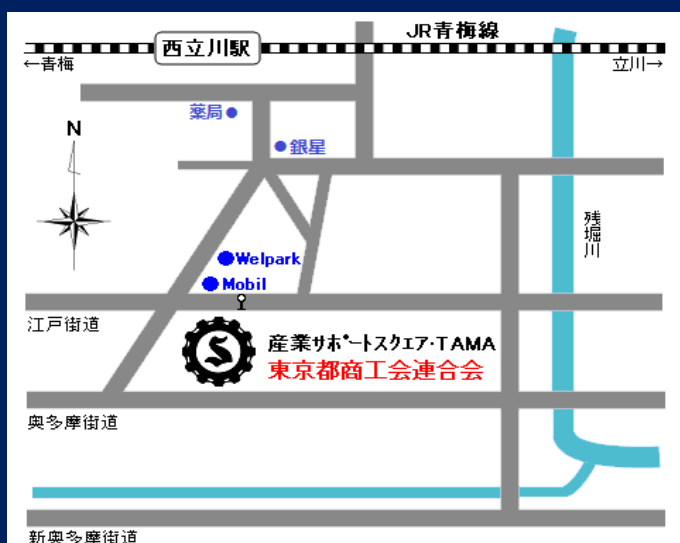 JR青梅線
西立川駅
←青梅
立川→
薬局
銀星
N
残堀川
Welpark
Mobil
江戸街道
S
産業サポートスクエア・TAMA
東京都商工会連合会
奥多摩街道
新奥多摩街道